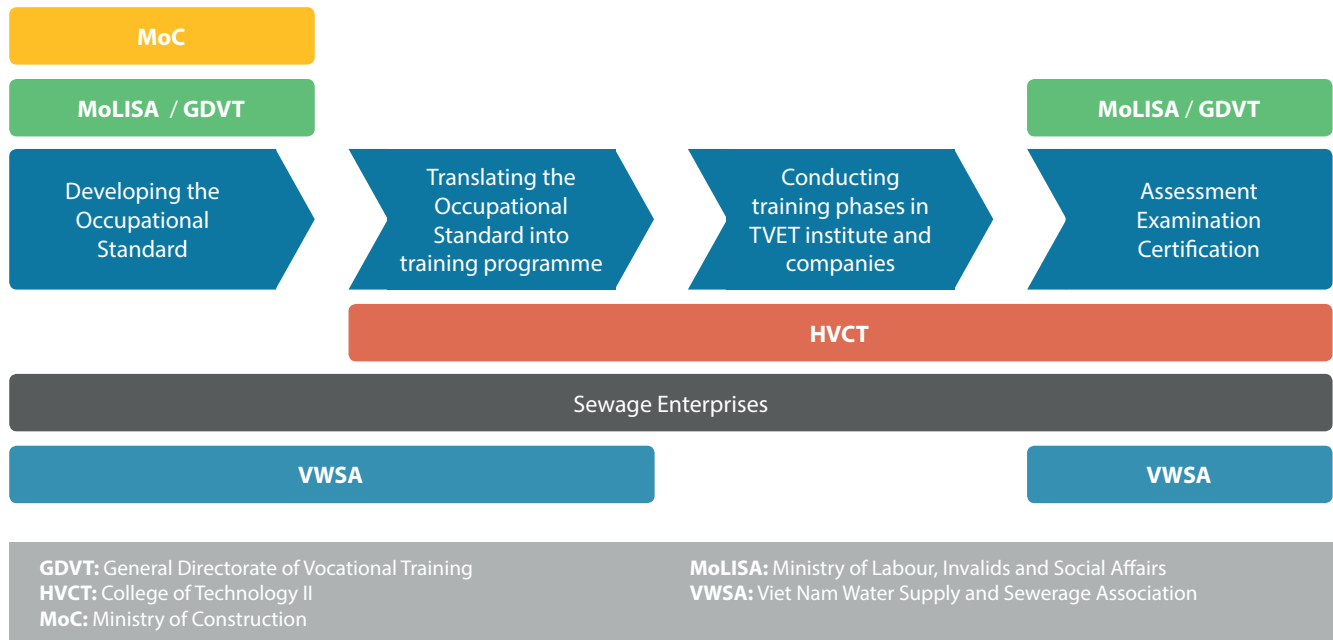 MoC
MoLISA / GDVT
MoLISA / GDVT
Developing the
Occupational
Standard
Translating the
Occupational
Standard into
training programme
Conducting
training phases in
TVET institute and
companies
Assessment
Examination
Certification
HVCT
Sewage Enterprises
VWSA
VWSA
GDVT: General Directorate of Vocational Training
HVCT: College of Technology II
MoC: Ministry of Construction
MoLISA: Ministry of Labour, Invalids and Social Affairs
VWSA: Viet Nam Water Supply and Sewerage Association